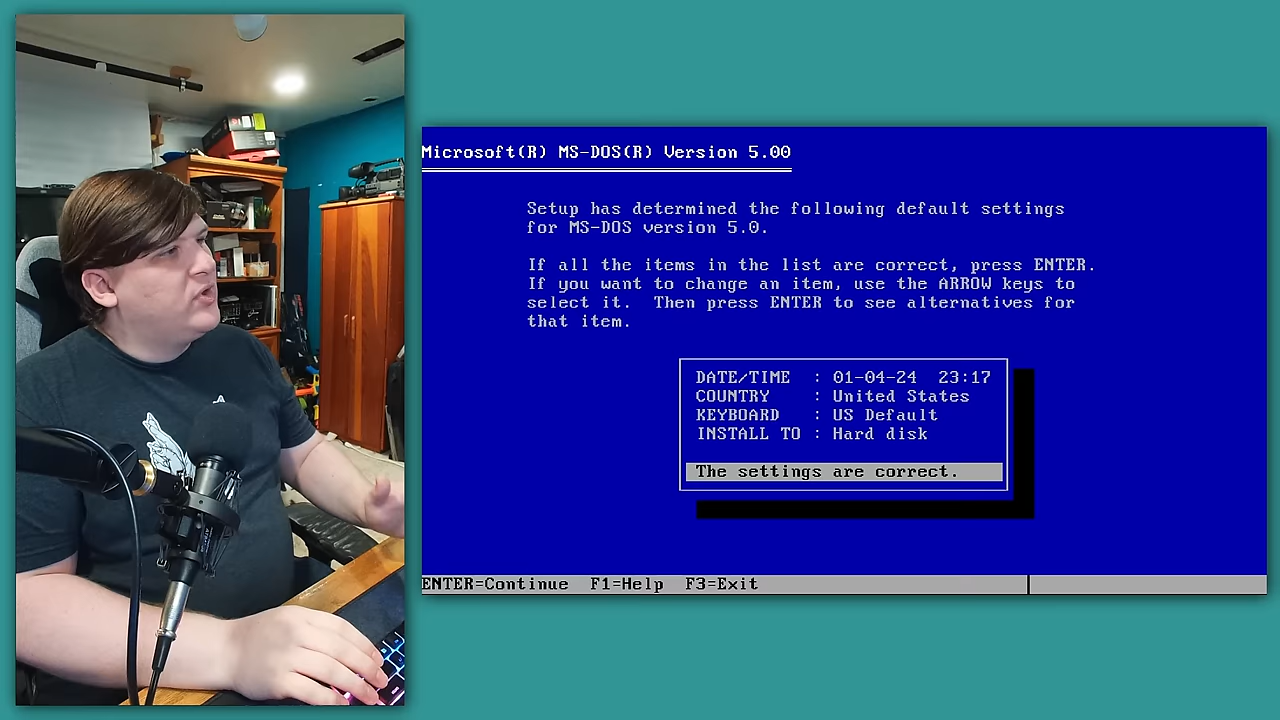 Microsoft(R) MS-DOS(R) Version 5.00
Setup has determined the following default settings
for MS-DOS version 5.0.
If all the items in the list are correct, press ENTER.
If you want to change an item, use the ARROW keys to
select it.  Then press ENTER to see alternatives for
that item.
DATE/TIME : 01-04-24 23:17
COUNTRY : United States
KEYBOARD : US Default
INSTALL TO : Hard disk
The settings are correct.
ENTER=Continue F1=Help F3=Exit